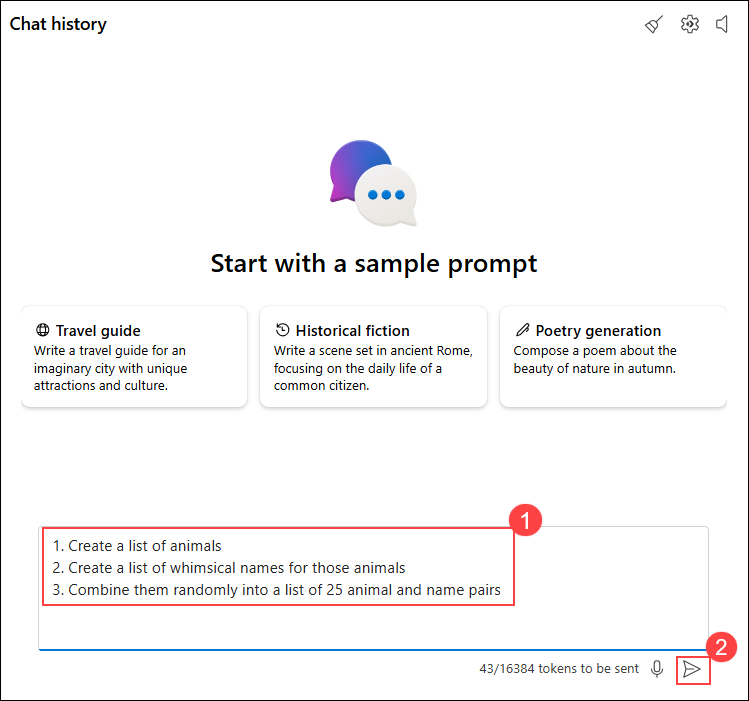 Chat history
Start with a sample prompt
Travel guide
Write a travel guide for an
imaginary city with unique
attractions and culture.
Historical fiction
Write a scene set in ancient Rome,
focusing on the daily life of a
common citizen.
Poetry generation
Compose a poem about the
beauty of nature in autumn.
1
1. Create a list of animals
2. Create a list of whimsical names for those animals
3. Combine them randomly into a list of 25 animal and name pairs
2
43/16384 tokens to be sent